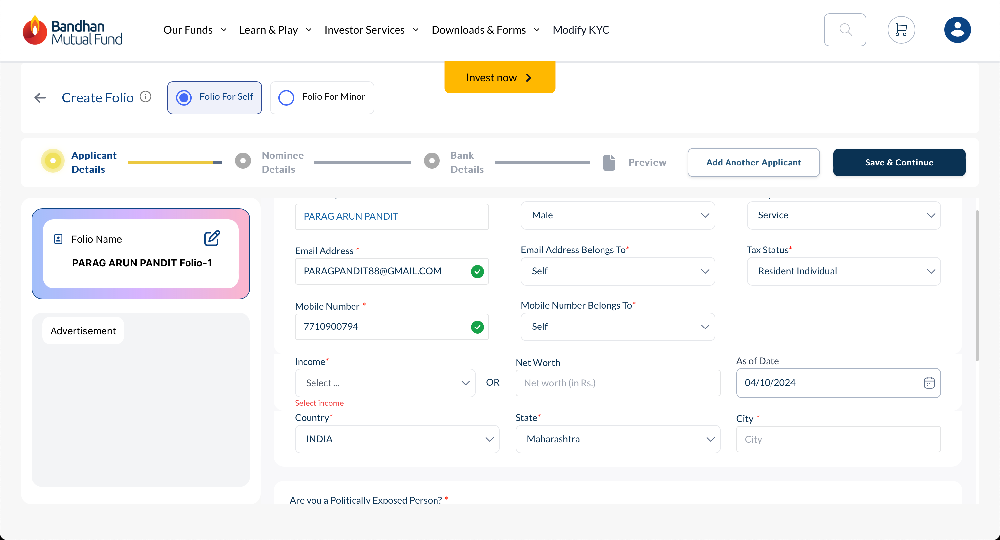 Bandhan
Mutual Fund
Our Funds
Learn & Play
Investor Services
Downloads & Forms
Modify KYC
Invest now
Create Folio
Folio For Self
Folio For Minor
Applicant
Details
Nominee
Details
Bank
Details
Preview
Add Another Applicant
Save & Continue
Folio Name
PARAG ARUN PANDIT Folio-1
Advertisement
PARAG ARUN PANDIT
Male
Service
Email Address *
Email Address Belongs To*
Tax Status*
PARAGPANDIT88@GMAIL.COM
Self
Resident Individual
Mobile Number *
Mobile Number Belongs To*
7710900794
Self
Income*
Net Worth
As of Date
Select ...
OR
Net worth (in Rs.)
04/10/2024
Select income
Country*
State*
City *
INDIA
Maharashtra
City
Are you a Politically Exposed Person? *